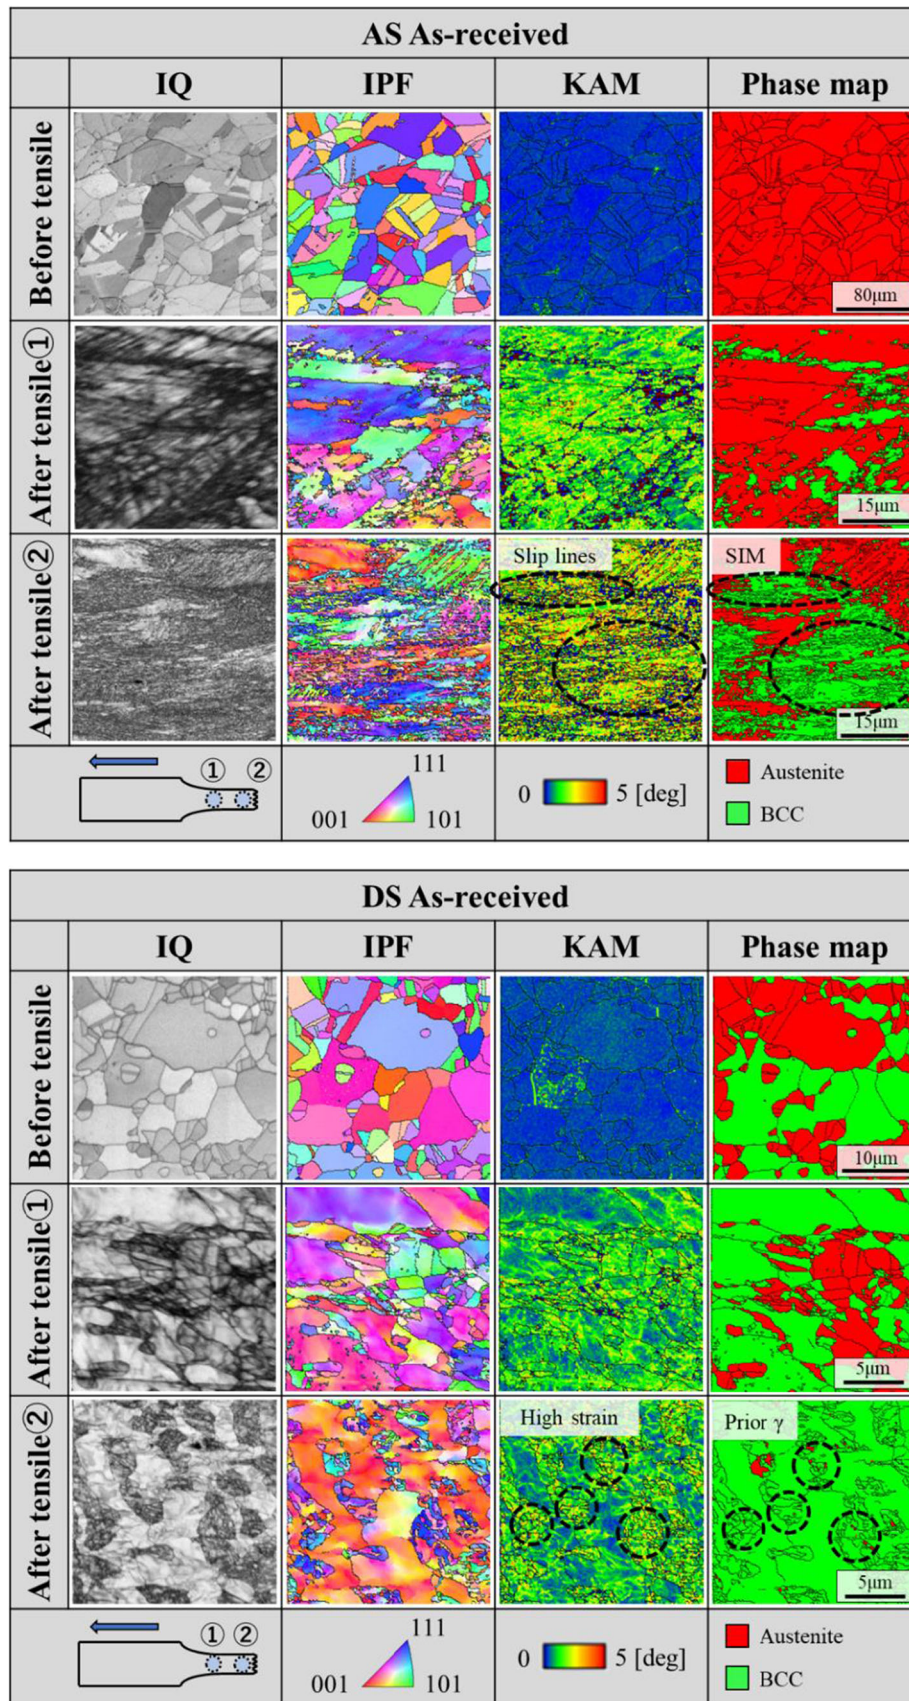 AS As-received
IQ IPF KAM Phase map
Before tensile
80μm
After tensile①
15μm
After tensile②
Slip lines
SIM
15μm
① ②
111
001 101
0 5 [deg]
Austenite
BCC
DS As-received
IQ IPF KAM Phase map
Before tensile
10μm
After tensile①
5μm
After tensile②
High strain
Prior γ
5μm
① ②
111
001 101
0 5 [deg]
Austenite
BCC